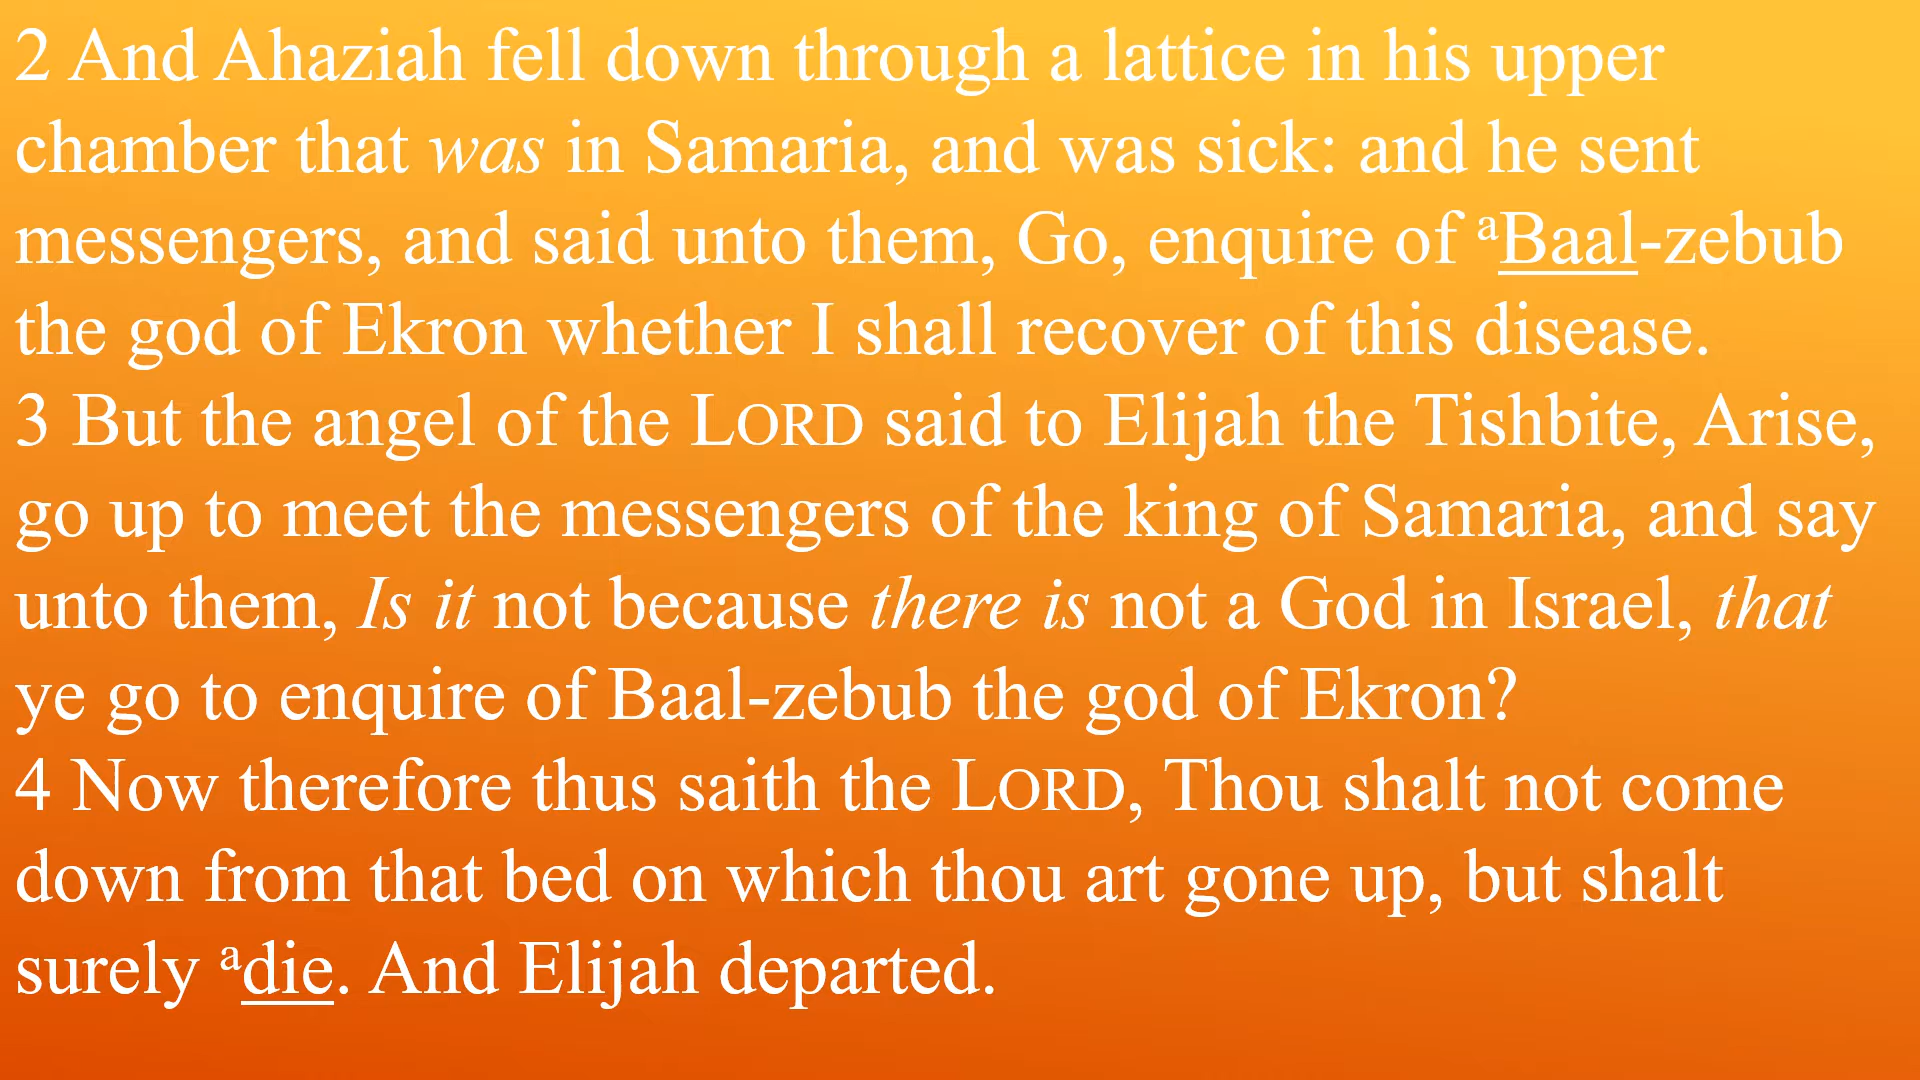 2 And Ahaziah fell down through a lattice in his upper
chamber that was in Samaria, and was sick: and he sent
messengers, and said unto them, Go, enquire of aBaal-zebub
the god of Ekron whether I shall recover of this disease.
3 But the angel of the LORD said to Elijah the Tishbite, Arise,
go up to meet the messengers of the king of Samaria, and say
unto them, Is it not because there is not a God in Israel, that
ye go to enquire of Baal-zebub the god of Ekron?
4 Now therefore thus saith the LORD, Thou shalt not come
down from that bed on which thou art gone up, but shalt
surely adie. And Elijah departed.